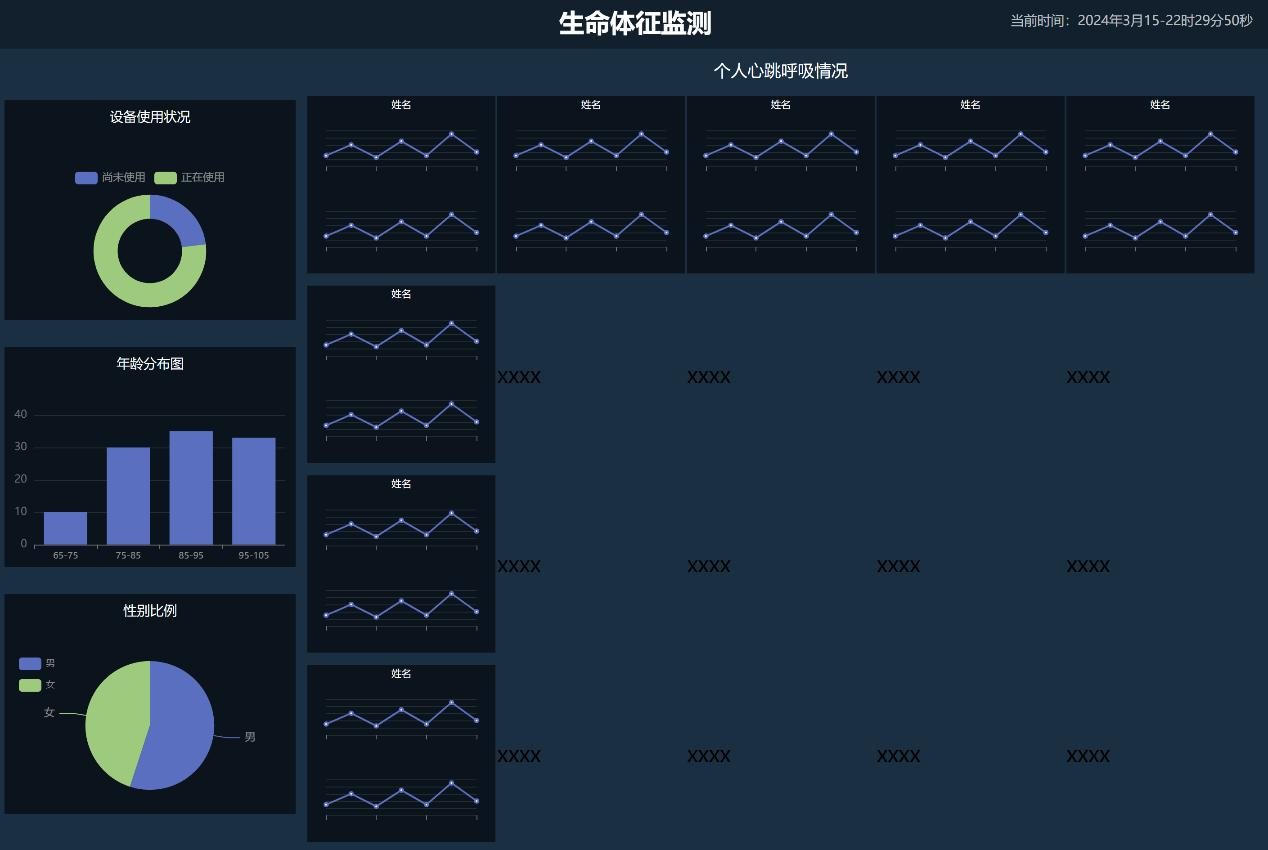 生命体征监测
当前时间：2024年3月15-22时29分50秒
个人心跳呼吸情况
设备使用状况
尚未使用 正在使用
年龄分布图
40
30
20
10
0
65-75 75-85 85-95 95-105
性别比例
男
女
女
男
姓名 姓名 姓名 姓名 姓名
姓名
XXXX XXXX XXXX XXXX
姓名
XXXX XXXX XXXX XXXX
姓名
XXXX XXXX XXXX XXXX